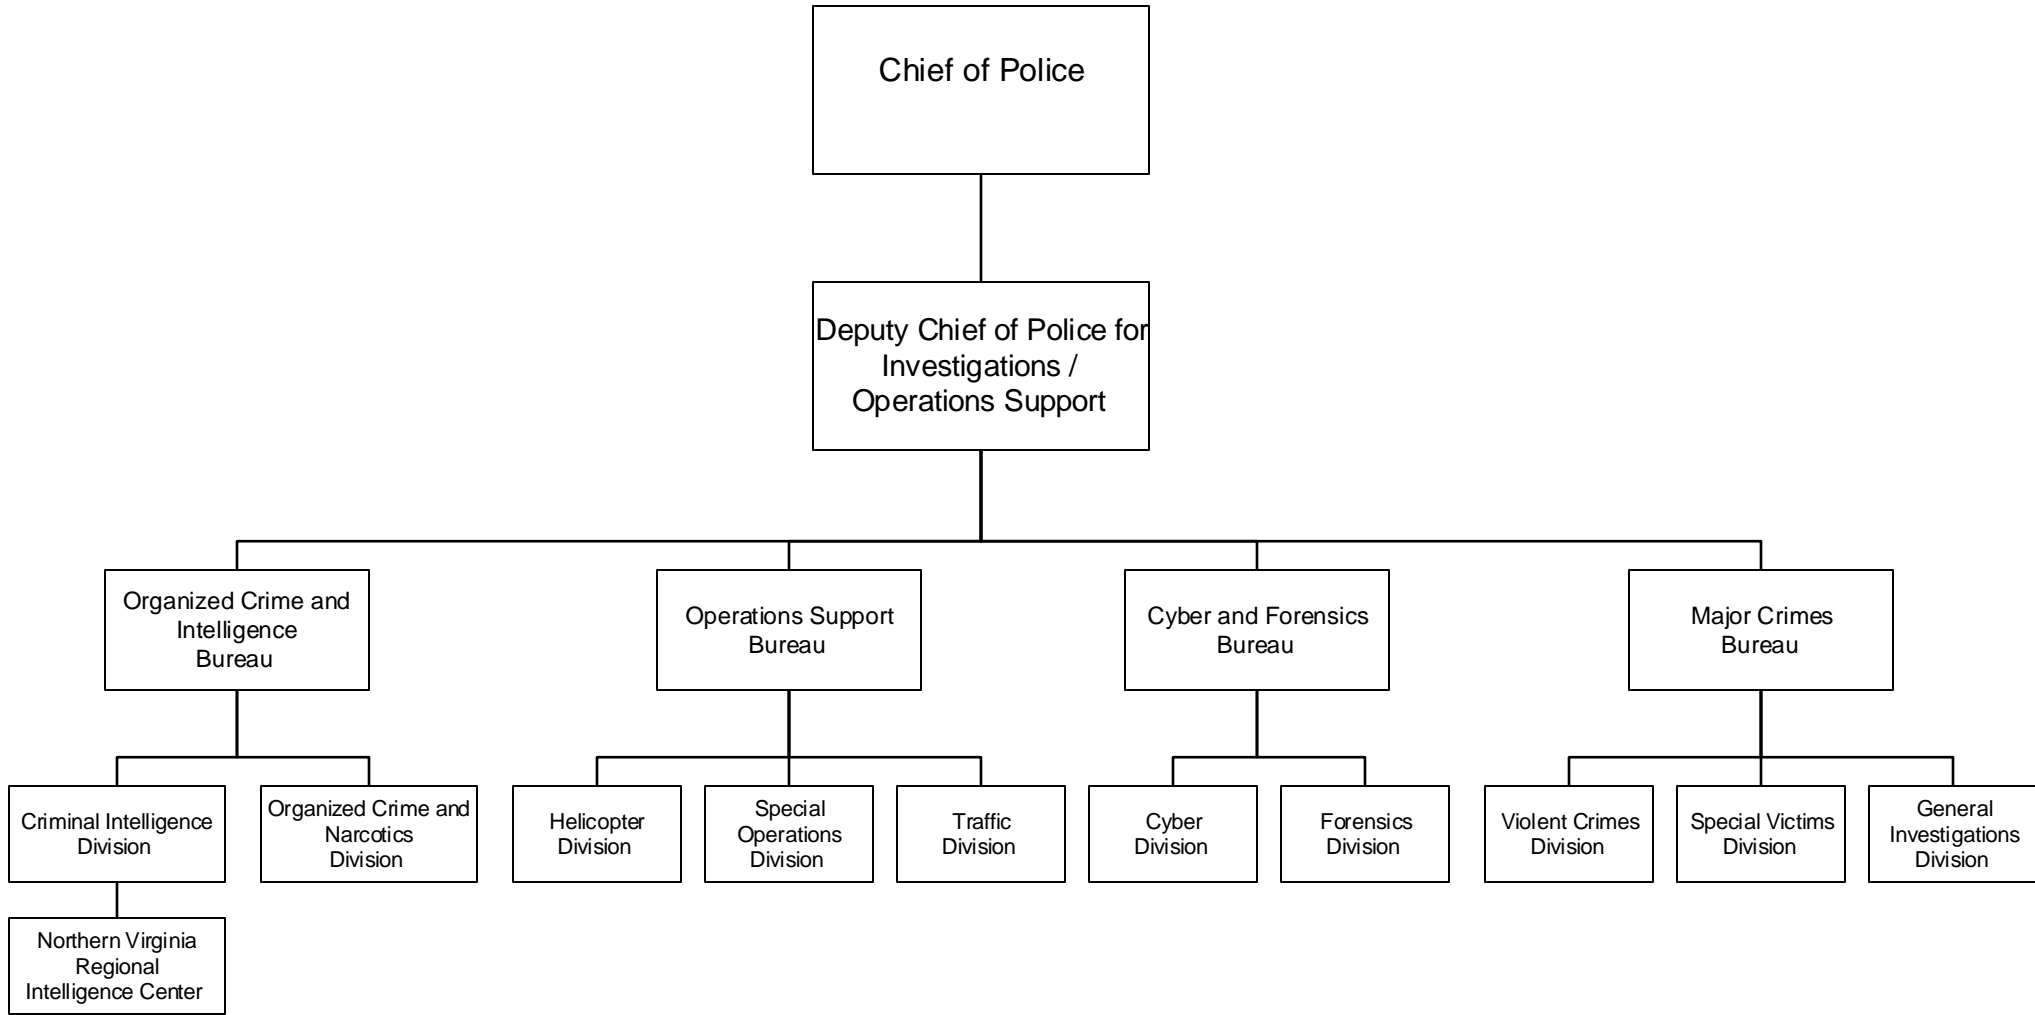 Chief of Police
Deputy Chief of Police for
Investigations /
Operations Support
Organized Crime and
Intelligence
Bureau
Operations Support
Bureau
Cyber and Forensics
Bureau
Major Crimes
Bureau
Criminal Intelligence
Division
Organized Crime and
Narcotics
Division
Helicopter
Division
Special
Operations
Division
Traffic
Division
Cyber
Division
Forensics
Division
Violent Crimes
Division
Special Victims
Division
General
Investigations
Division
Northern Virginia
Regional
Intelligence Center